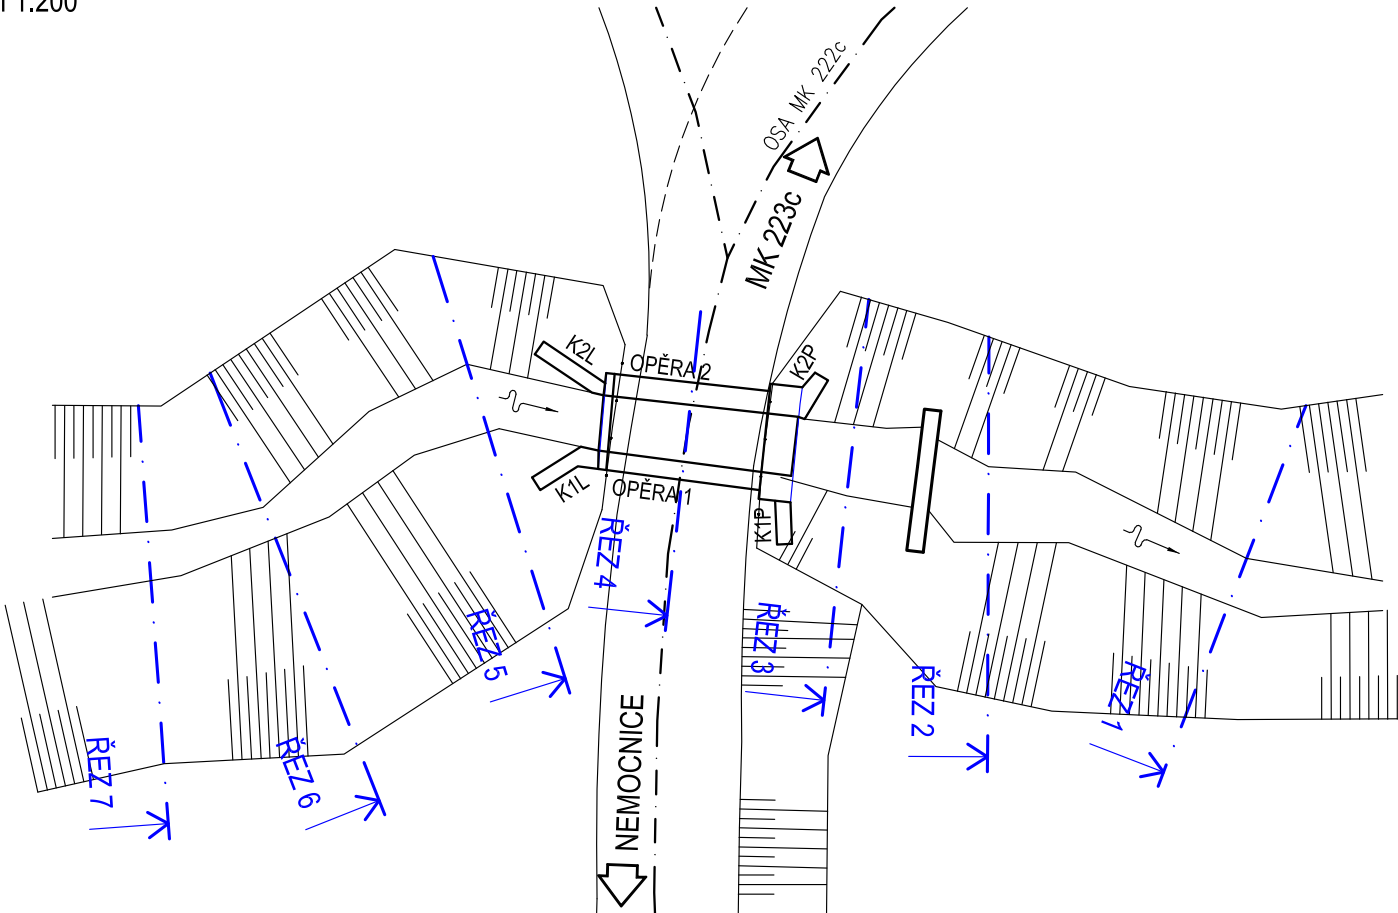 1:200
OSA MK 222c
MK 223c
K2L
OPĚRA 2
K2P
K1L
OPĚRA 1
K1P
ŘEZ 4
ŘEZ 3
ŘEZ 5
ŘEZ 2
ŘEZ 1
ŘEZ 7
ŘEZ 6
NEMOCNICE